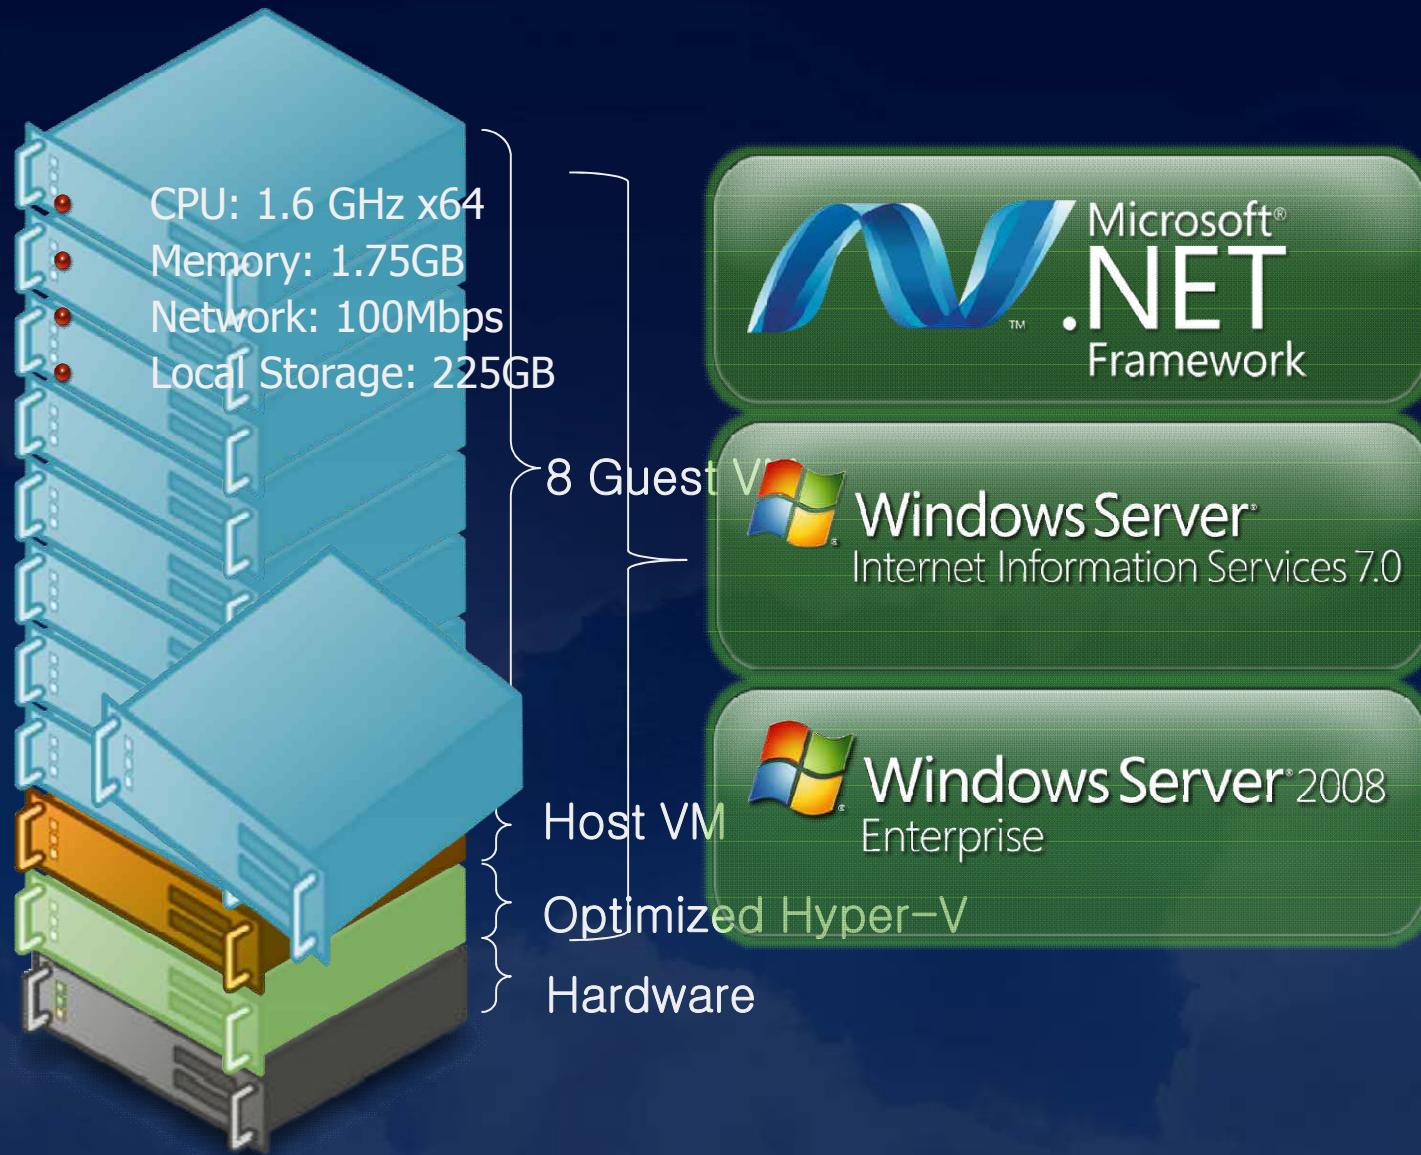 CPU: 1.6 GHz x64
Memory: 1.75GB
Network: 100Mbps
Local Storage: 225GB
8 Guest
Host VM
Optimized Hyper-V
Hardware
Microsoft®
.NET
Framework
™
Windows Server®
Internet Information Services 7.0
Windows Server® 2008
Enterprise